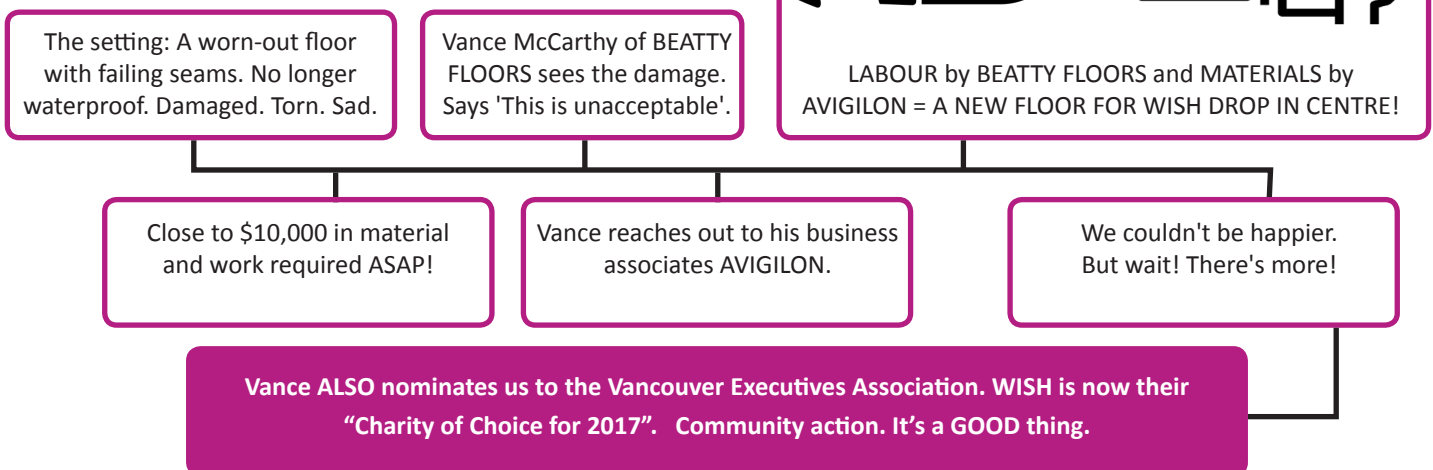 The setting: A worn-out floor
with failing seams. No longer
waterproof. Damaged. Torn. Sad.
Close to $10,000 in material
and work required ASAP!
Vance McCarthy of BEATTY
FLOORS sees the damage.
Says 'This is unacceptable'.
Vance reaches out to his business
associates AVIGILON.
LABOUR by BEATTY FLOORS and MATERIALS by
AVIGILON = A NEW FLOOR FOR WISH DROP IN CENTRE!
We couldn't be happier.
But wait! There's more!
Vance ALSO nominates us to the Vancouver Executives Association. WISH is now their
“Charity of Choice for 2017”.   Community action. It's a GOOD thing.